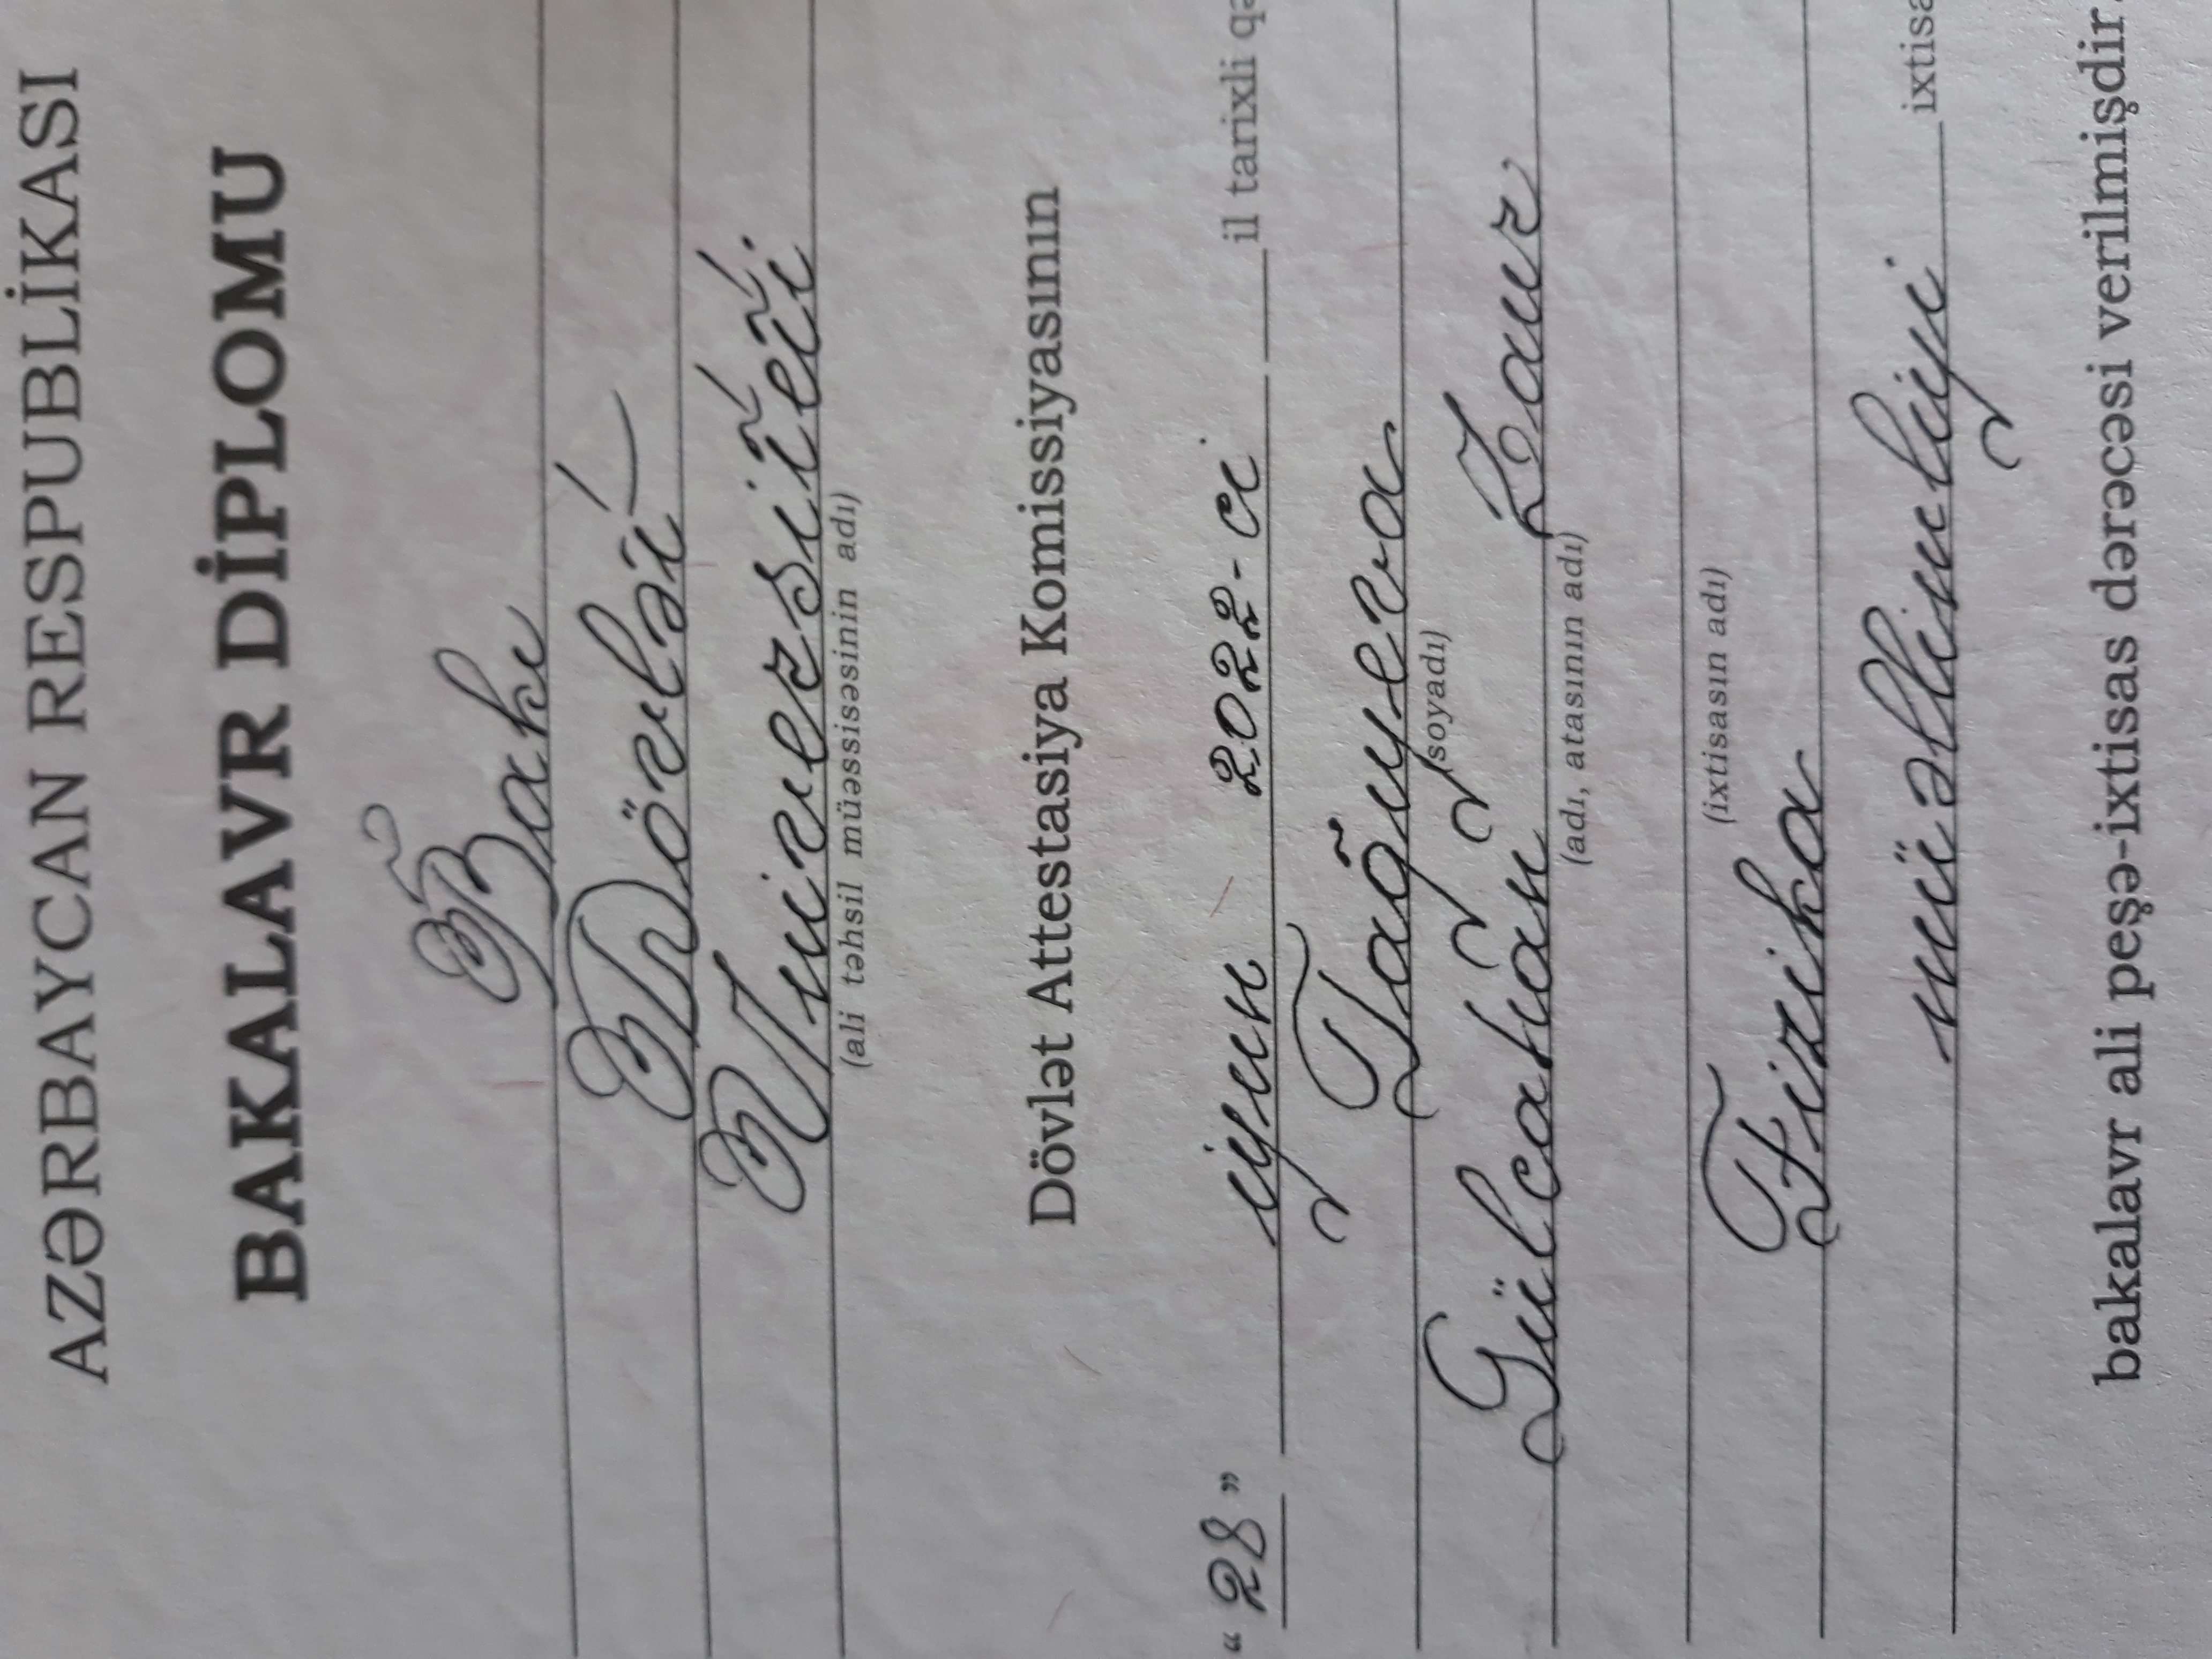 AZƏRBAYCAN RESPUBLİKASI
BAKALAVR DİPLOMU
Bakı
Dövlət
Universiteti
(ali təhsil müəssisəsinin adı)
Dövlət Attestasiya Komissiyasının
“28” iyun 2022-ci il tarixli qə
Tağıyeva
(soyadı)
Gülcahan Zaur
(adı, atasının adı)
(ixtisasın adı)
Fizika
müəllimliyi ixtisa
bakalavr ali peşə-ixtisas dərəcəsi verilmişdir.